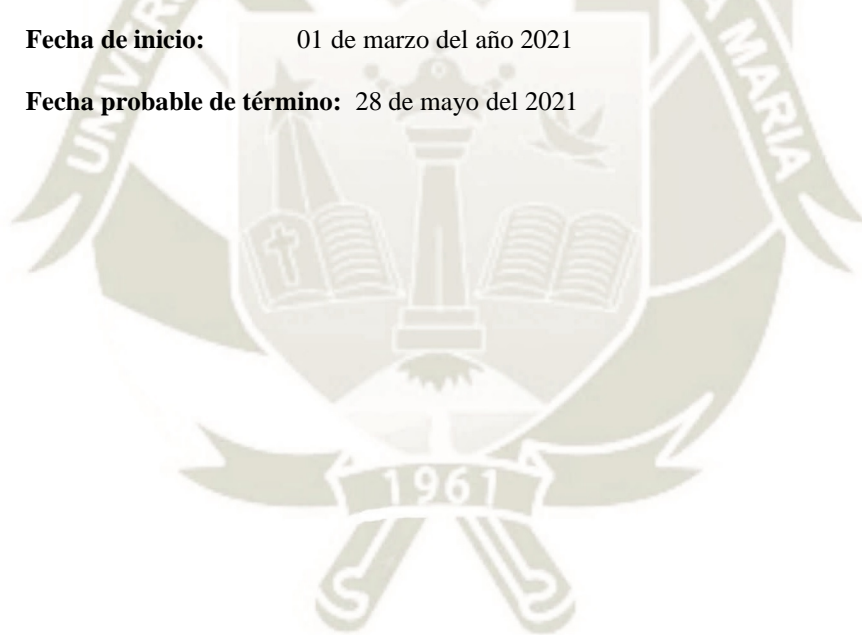 Fecha de inicio: 01 de marzo del año 2021
Fecha probable de término: 28 de mayo del 2021
MARIA
1961